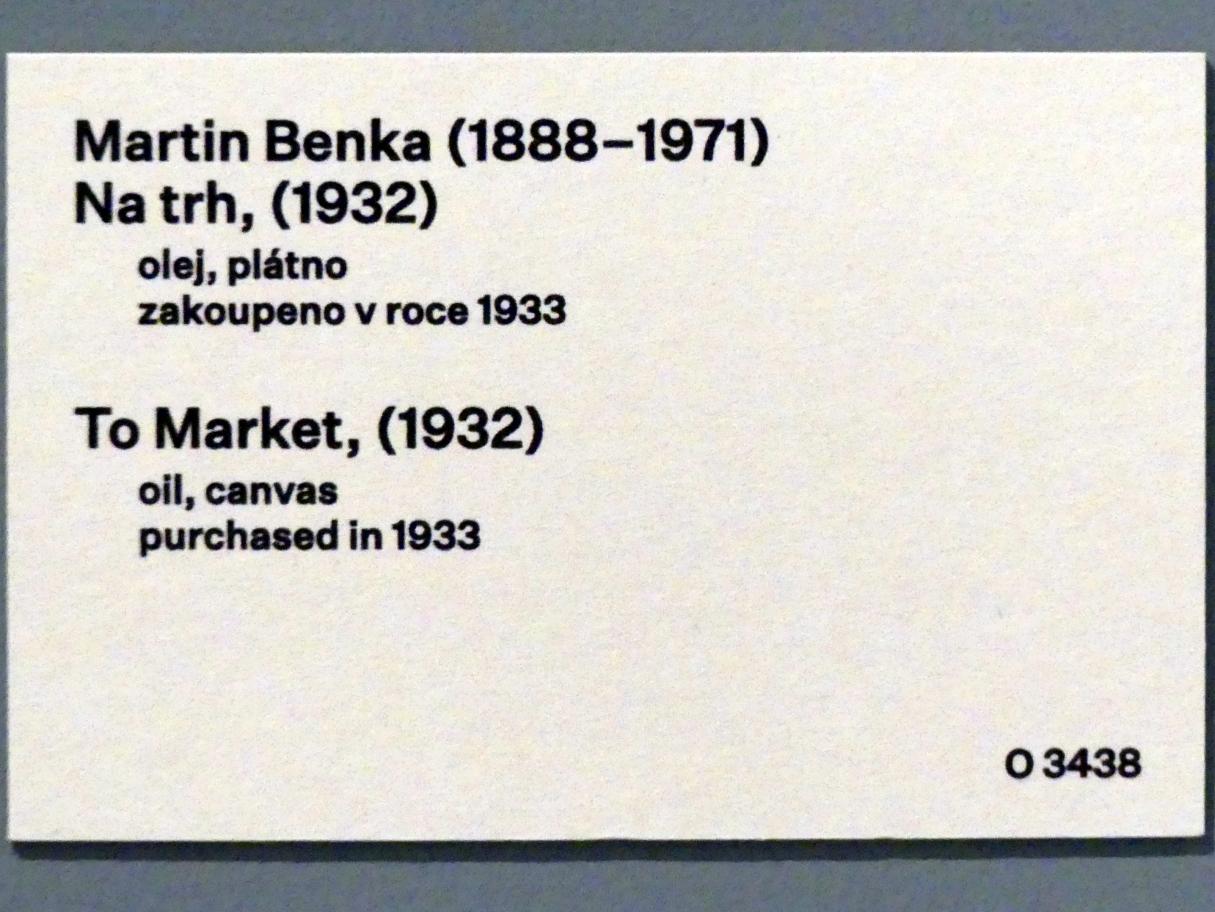 Martin Benka (1888–1971)
Na trh, (1932)
olej, plátno
zakoupeno v roce 1933
To Market, (1932)
oil, canvas
purchased in 1933
O 3438